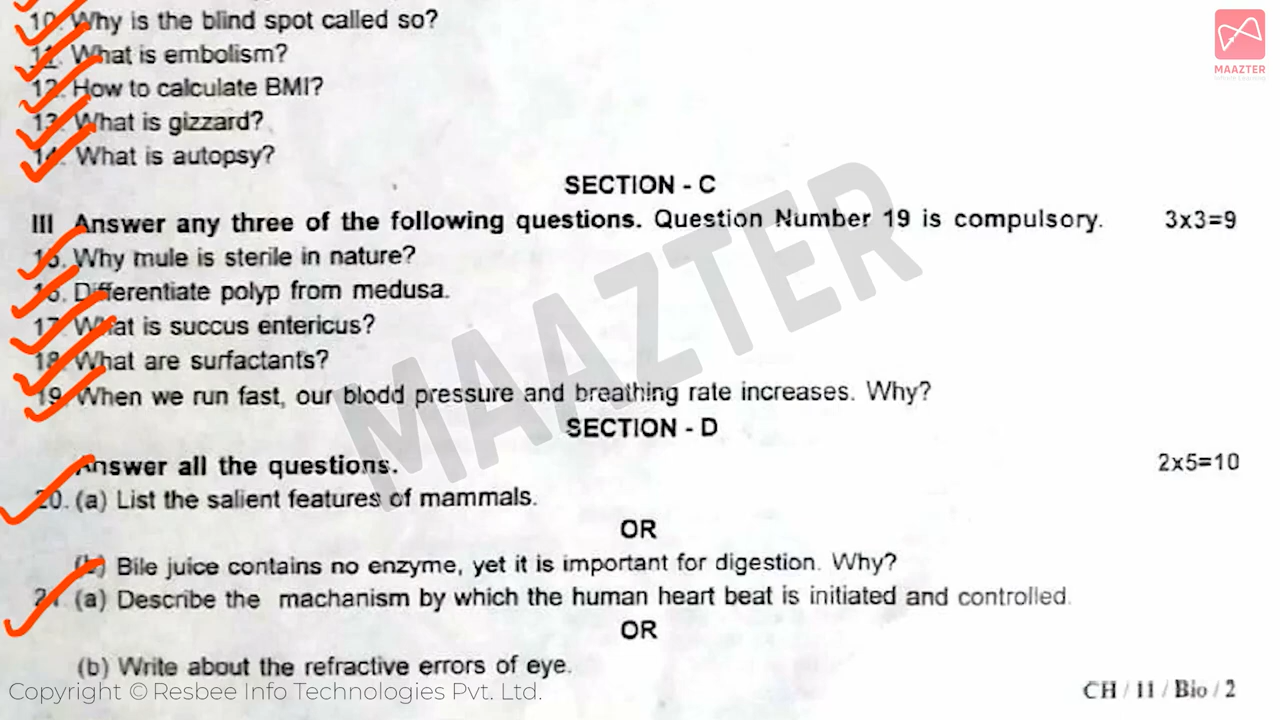 10. Why is the blind spot called so?
MAAZTER
11. What is embolism?
12. How to calculate BMI?
13. What is gizzard?
14. What is autopsy?
SECTION - C
III Answer any three of the following questions. Question Number 19 is compulsory. 3x3=9
15. Why mule is sterile in nature?
16. Differentiate polyp from medusa.
17. What is succus entericus?
18. What are surfactants?
19. When we run fast, our blodd pressure and breathing rate increases. Why?
MAAZTER
SECTION - D
Answer all the questions. 2x5=10
20. (a) List the salient features of mammals.
OR
(b) Bile juice contains no enzyme, yet it is important for digestion. Why?
21. (a) Describe the machanism by which the human heart beat is initiated and controlled.
OR
(b) Write about the refractive errors of eye.
Copyright © Resbee Info Technologies Pvt. Ltd.
CH / 11 / Bio / 2